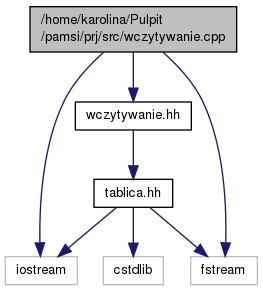 /home/karolina/Pulpit
/pamsi/prj/src/wczytywanie.cpp
wczytywanie.hh
tablica.hh
iostream
cstdlib
fstream